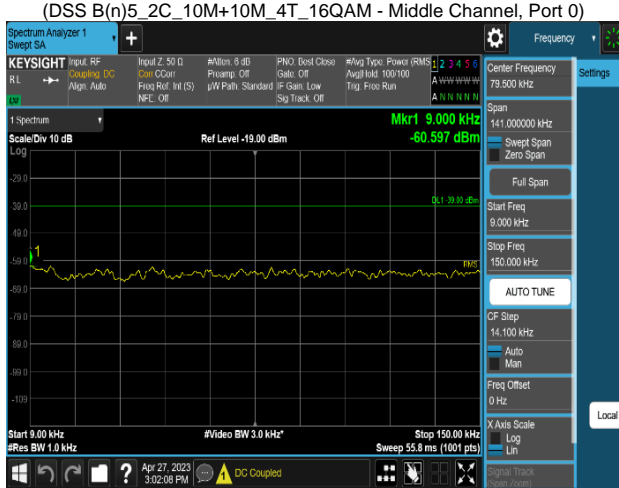 (DSS B(n)5_2C_10M+10M_4T_16QAM - Middle Channel, Port 0)
Spectrum Analyzer 1
Swept SA
+
Frequency
KEYSIGHT
RL
Input: RF
Coupling: DC
Align: Auto
Input Z: 50 Ω
Corr CCorr
Freq Ref: Int (S)
NFE: Off
#Atten: 6 dB
Preamp: Off
µW Path: Standard
PNO: Best Close
Gate: Off
IF Gain: Low
Sig Track: Off
#Avg Type: Power (RMS
Avg|Hold: 100/100
Trig: Free Run
1 2 3 4 5 6
A W W W W W
A N N N N N
1 Spectrum
Scale/Div 10 dB
Log
Ref Level -19.00 dBm
Mkr1 9.000 kHz
-60.597 dBm
-29.0
-39.0
-49.0
-59.0
-69.0
-79.0
-89.0
-99.0
-109
DL1 -39.00 dBm
1
RMS
Start 9.00 kHz
#Res BW 1.0 kHz
#Video BW 3.0 kHz*
Stop 150.00 kHz
Sweep 55.8 ms (1001 pts)
?
Apr 27, 2023
3:02:08 PM
DC Coupled
Center Frequency
79.500 kHz
Span
141.000000 kHz
Swept Span
Zero Span
Full Span
Start Freq
9.000 kHz
Stop Freq
150.000 kHz
AUTO TUNE
CF Step
14.100 kHz
Auto
Man
Freq Offset
0 Hz
X Axis Scale
Log
Lin
Signal Track
(Span Zoom)
Settings
Local